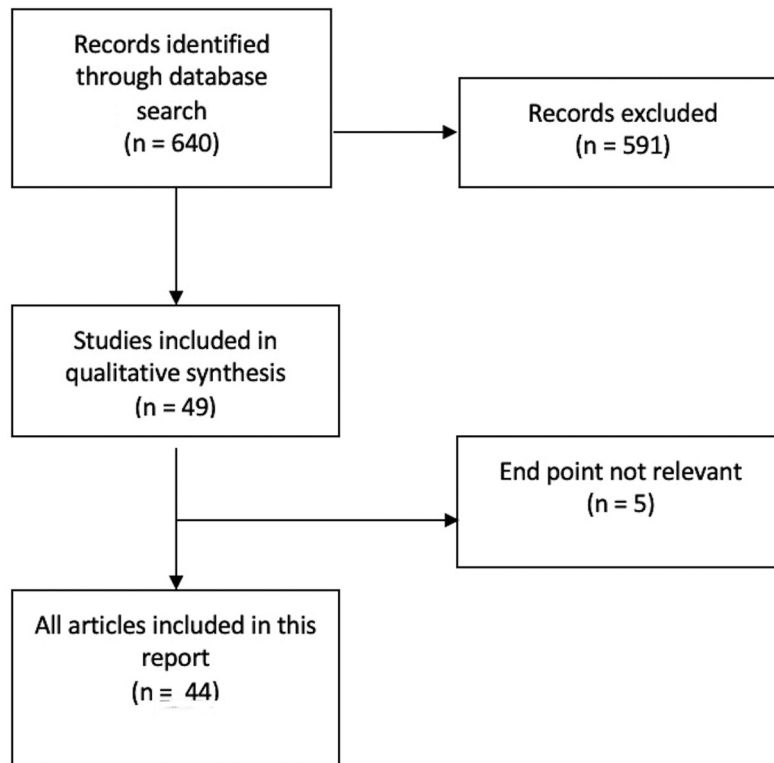 Records identified
through database
search
(n = 640)
Records excluded
(n = 591)
Studies included in
qualitative synthesis
(n = 49)
End point not relevant
(n = 5)
All articles included in this
report
(n = 44)